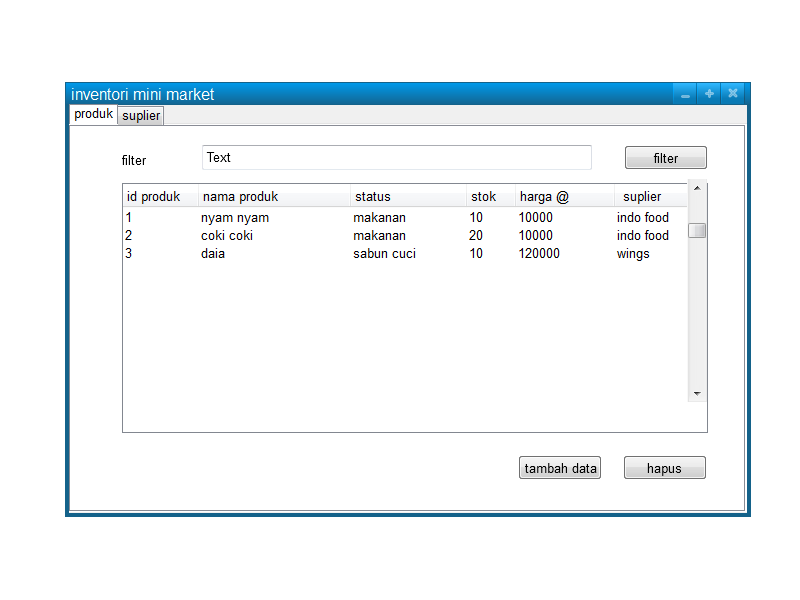 inventori mini market
produk suplier
filter Text filter
id produk nama produk status stok harga @ suplier
1 nyam nyam makanan 10 10000 indo food
2 coki coki makanan 20 10000 indo food
3 daia sabun cuci 10 120000 wings
tambah data hapus